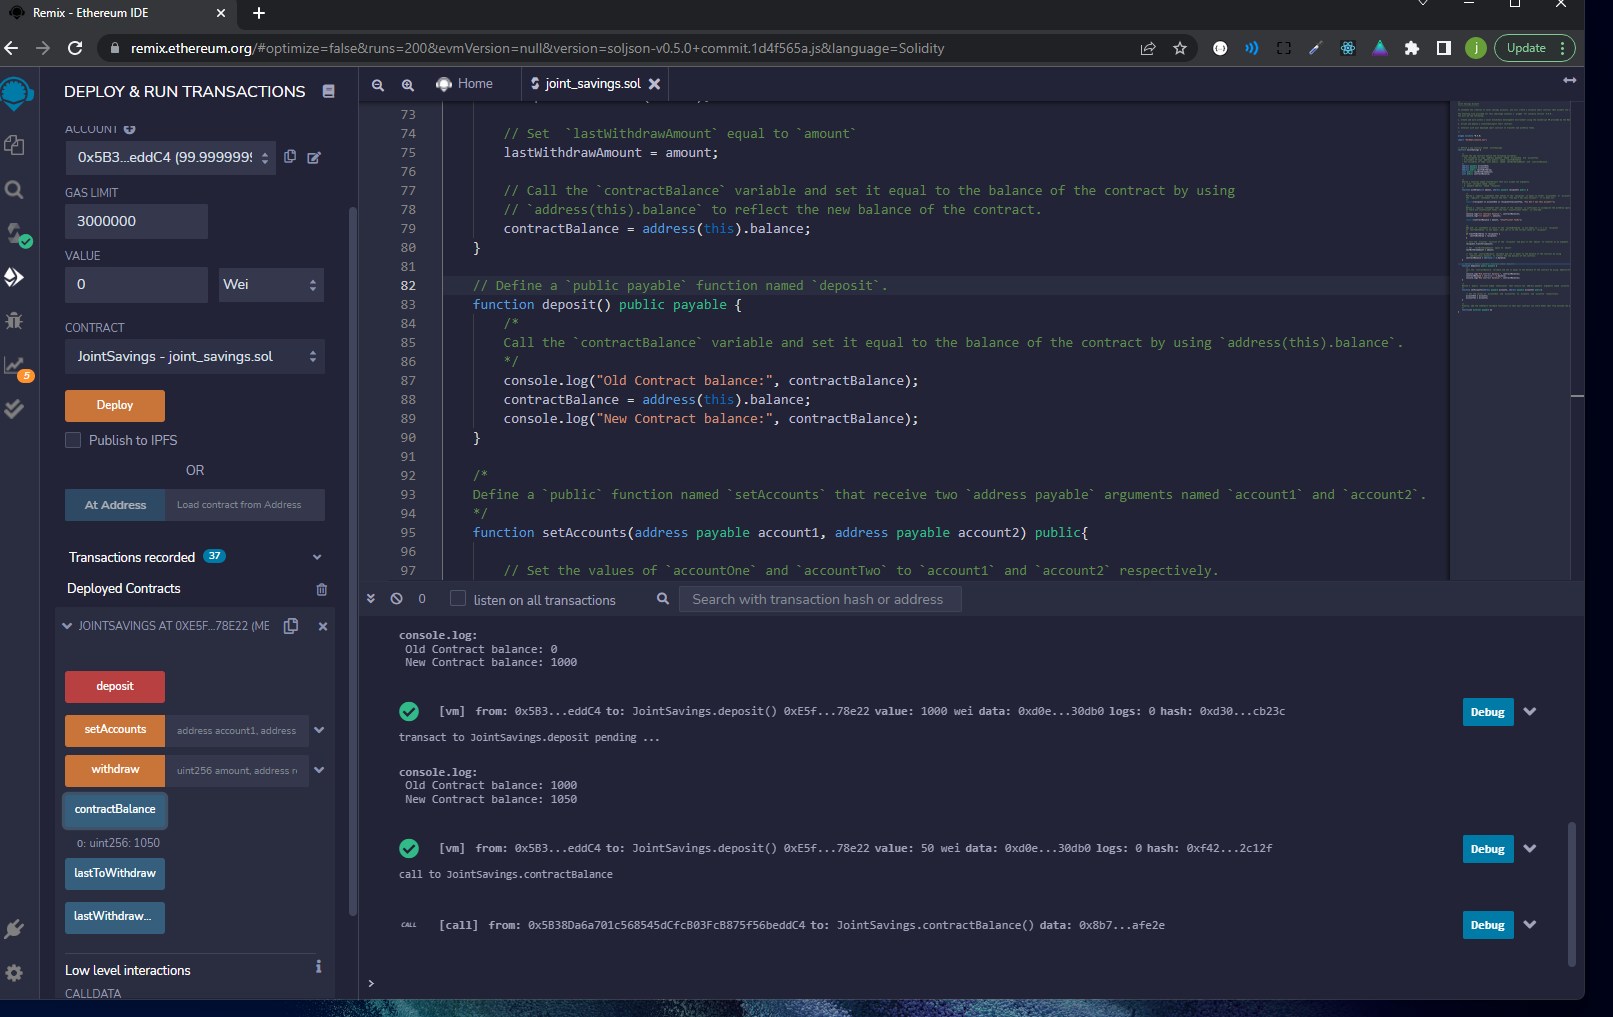 Remix - Ethereum IDE
remix.ethereum.org/#optimize=false&runs=200&evmVersion=null&version=soljson-v0.5.0+commit.1d4f565a.js&language=Solidity
j
Update
DEPLOY & RUN TRANSACTIONS
ACCOUNT
0x5B3...eddC4 (99.9999999
GAS LIMIT
3000000
VALUE
0
Wei
CONTRACT
JointSavings - joint_savings.sol
Deploy
Publish to IPFS
OR
At Address
Load contract from Address
Transactions recorded 37
Deployed Contracts
JOINTSAVINGS AT 0XE5F...78E22 (ME
deposit
setAccounts
address account1, address
withdraw
uint256 amount, address r
contractBalance
0: uint256: 1050
lastToWithdraw
lastWithdraw...
Low level interactions
i
CALLDATA
5
Home
joint_savings.sol
73
74 // Set `lastWithdrawAmount` equal to `amount`
75 lastWithdrawAmount = amount;
76
77 // Call the `contractBalance` variable and set it equal to the balance of the contract by using
78 // `address(this).balance` to reflect the new balance of the contract.
79 contractBalance = address(this).balance;
80 }
81
82 // Define a `public payable` function named `deposit`.
83 function deposit() public payable {
84 /*
85 Call the `contractBalance` variable and set it equal to the balance of the contract by using `address(this).balance`.
86 */
87 console.log("Old Contract balance:", contractBalance);
88 contractBalance = address(this).balance;
89 console.log("New Contract balance:", contractBalance);
90 }
91
92 /*
93 Define a `public` function named `setAccounts` that receive two `address payable` arguments named `account1` and `account2`.
94 */
95 function setAccounts(address payable account1, address payable account2) public{
96
97 // Set the values of `accountOne` and `accountTwo` to `account1` and `account2` respectively.
0
listen on all transactions
Search with transaction hash or address
console.log:
Old Contract balance: 0
New Contract balance: 1000
[vm] from: 0x5B3...eddC4 to: JointSavings.deposit() 0xE5f...78e22 value: 1000 wei data: 0xd0e...30db0 logs: 0 hash: 0xd30...cb23c
Debug
transact to JointSavings.deposit pending ...
console.log:
Old Contract balance: 1000
New Contract balance: 1050
[vm] from: 0x5B3...eddC4 to: JointSavings.deposit() 0xE5f...78e22 value: 50 wei data: 0xd0e...30db0 logs: 0 hash: 0xf42...2c12f
Debug
call to JointSavings.contractBalance
CALL [call] from: 0x5B38Da6a701c568545dCfcB03FcB875f56beddC4 to: JointSavings.contractBalance() data: 0x8b7...afe2e
Debug
>